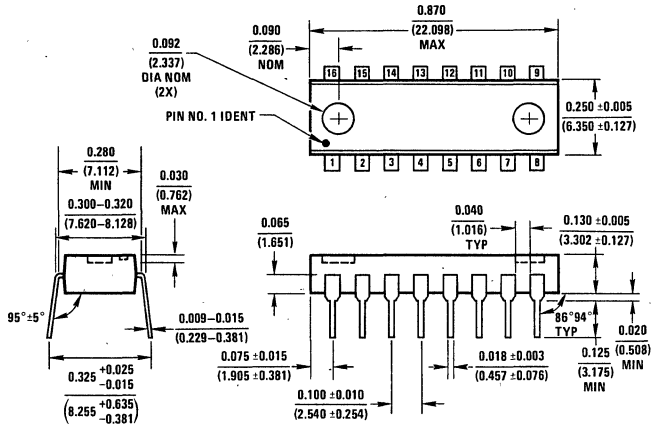 0.870
(22.098)
MAX
0.090
(2.286)
NOM
0.092
(2.337)
DIA NOM
(2X)
16 15 14 13 12 11 10 9
PIN NO. 1 IDENT
0.250 ±0.005
(6.350 ±0.127)
1 2 3 4 5 6 7 8
0.280
(7.112)
MIN
0.030
(0.762)
MAX
0.300–0.320
(7.620–8.128)
0.065
(1.651)
0.040
(1.016)
TYP
0.130 ±0.005
(3.302 ±0.127)
95°±5°
0.009–0.015
(0.229–0.381)
86°94°
TYP
0.020
(0.508)
MIN
0.125
(3.175)
MIN
0.075 ±0.015
(1.905 ±0.381)
0.018 ±0.003
(0.457 ±0.076)
0.100 ±0.010
(2.540 ±0.254)
0.325 +0.025
-0.015
(8.255 +0.635
-0.381)